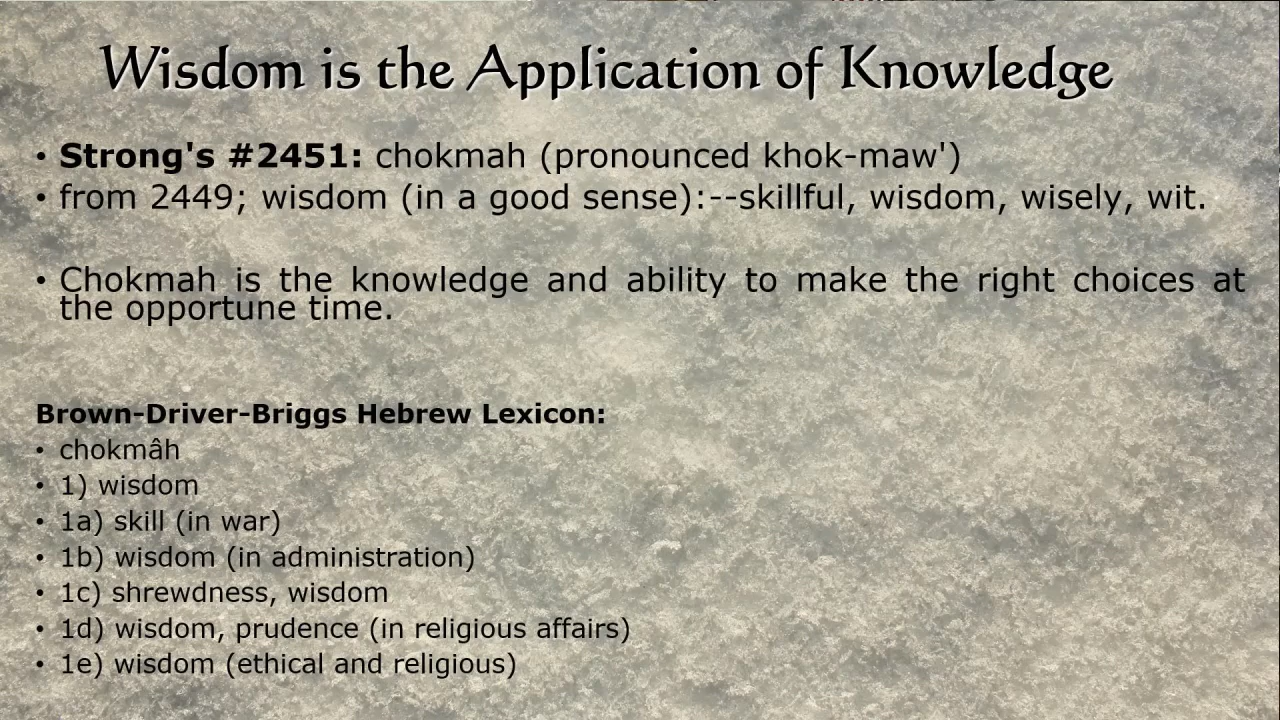 Wisdom is the Application of Knowledge
• Strong's #2451: chokmah (pronounced khok-maw')
• from 2449; wisdom (in a good sense):--skillful, wisdom, wisely, wit.
• Chokmah is the knowledge and ability to make the right choices at
the opportune time.
Brown-Driver-Briggs Hebrew Lexicon:
• chokmâh
• 1) wisdom
• 1a) skill (in war)
• 1b) wisdom (in administration)
• 1c) shrewdness, wisdom
• 1d) wisdom, prudence (in religious affairs)
• 1e) wisdom (ethical and religious)